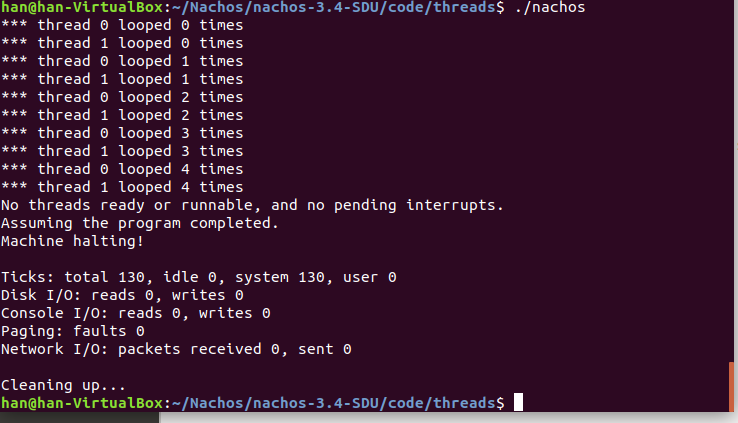 han@han-VirtualBox:~/Nachos/nachos-3.4-SDU/code/threads$ ./nachos
*** thread 0 looped 0 times
*** thread 1 looped 0 times
*** thread 0 looped 1 times
*** thread 1 looped 1 times
*** thread 0 looped 2 times
*** thread 1 looped 2 times
*** thread 0 looped 3 times
*** thread 1 looped 3 times
*** thread 0 looped 4 times
*** thread 1 looped 4 times
No threads ready or runnable, and no pending interrupts.
Assuming the program completed.
Machine halting!
Ticks: total 130, idle 0, system 130, user 0
Disk I/O: reads 0, writes 0
Console I/O: reads 0, writes 0
Paging: faults 0
Network I/O: packets received 0, sent 0
Cleaning up...
han@han-VirtualBox:~/Nachos/nachos-3.4-SDU/code/threads$